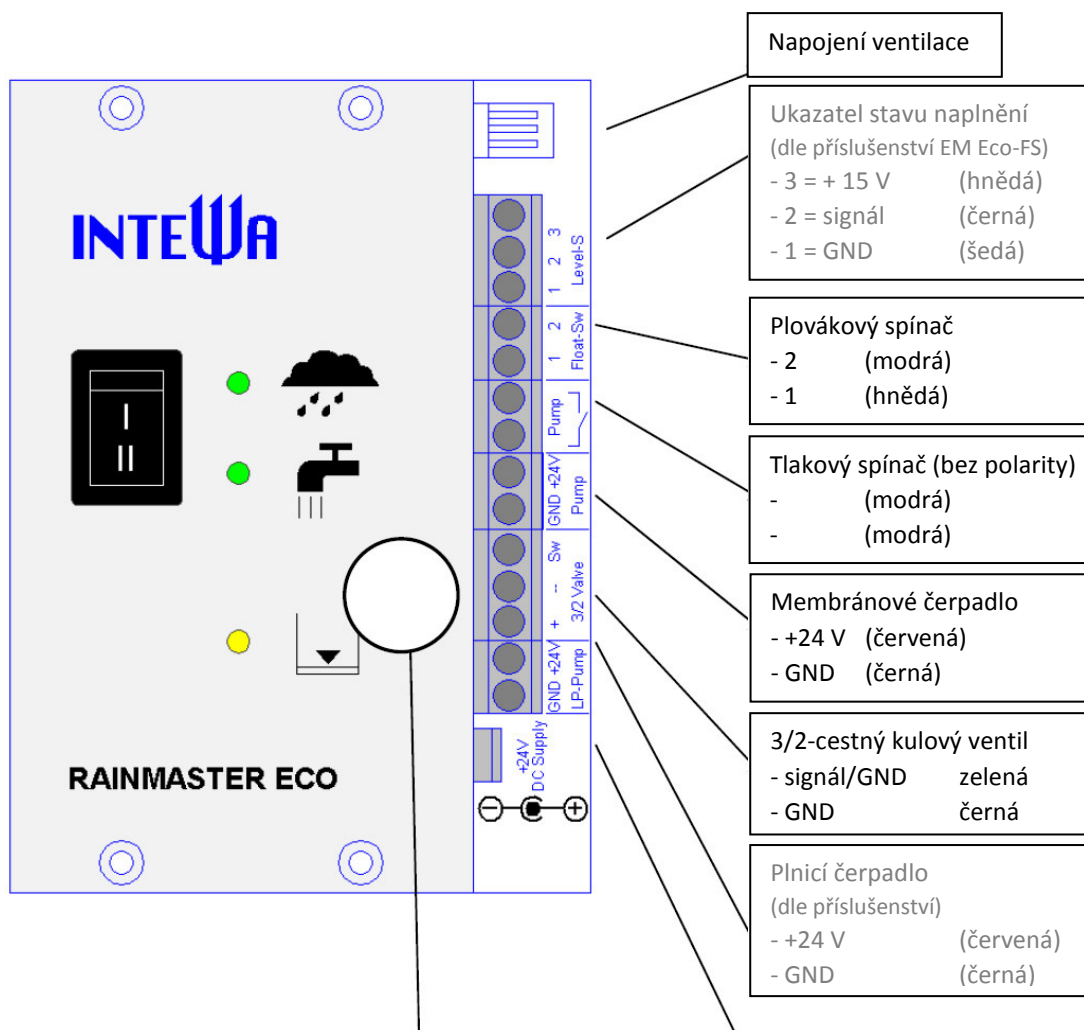 Napojení ventilace
Ukazatel stavu naplnění
(dle příslušenství EM Eco-FS)
- 3 = + 15 V (hnědá)
- 2 = signál (černá)
- 1 = GND (šedá)
Plovákový spínač
- 2 (modrá)
- 1 (hnědá)
Tlakový spínač (bez polarity)
- (modrá)
- (modrá)
Membránové čerpadlo
- +24 V (červená)
- GND (černá)
3/2-cestný kulový ventil
- signál/GND zelená
- GND černá
Plnicí čerpadlo
(dle příslušenství)
- +24 V (červená)
- GND (černá)
INTEWA
I
II
RAINMASTER ECO
1 2 3
Level-S
1 2
Float-Sw
Pump
GND +24V
Pump
+ -- Sw
3/2 Valve
GND +24V
LP-Pump
+24V
DC Supply
- +